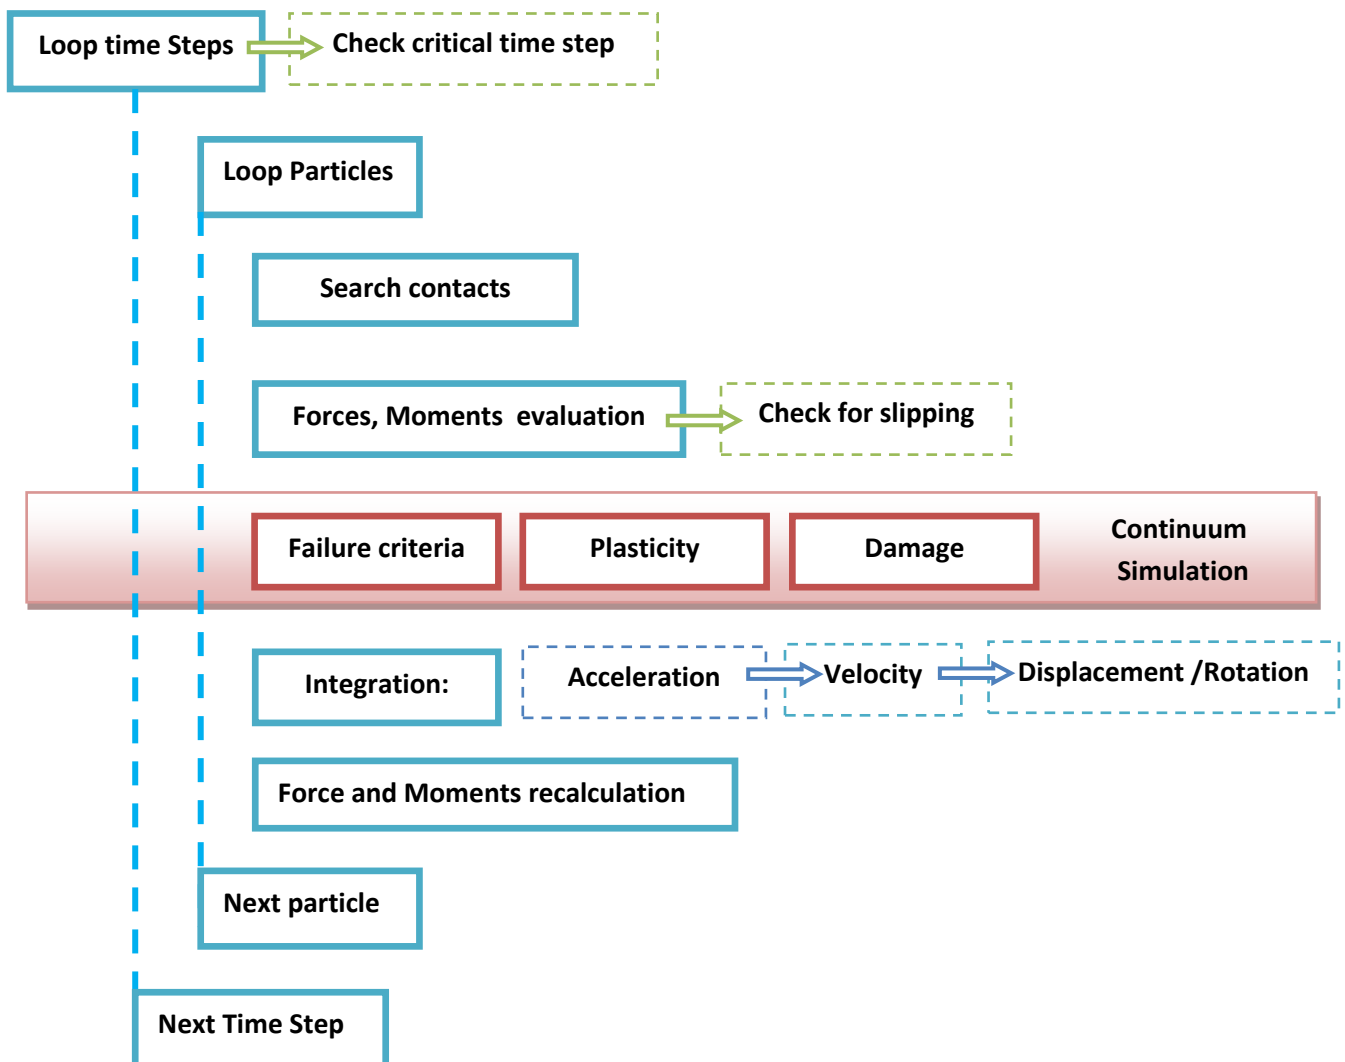 Loop time Steps
Check critical time step
Loop Particles
Search contacts
Forces, Moments evaluation
Check for slipping
Failure criteria
Plasticity
Damage
Continuum
Simulation
Integration:
Acceleration
Velocity
Displacement /Rotation
Force and Moments recalculation
Next particle
Next Time Step